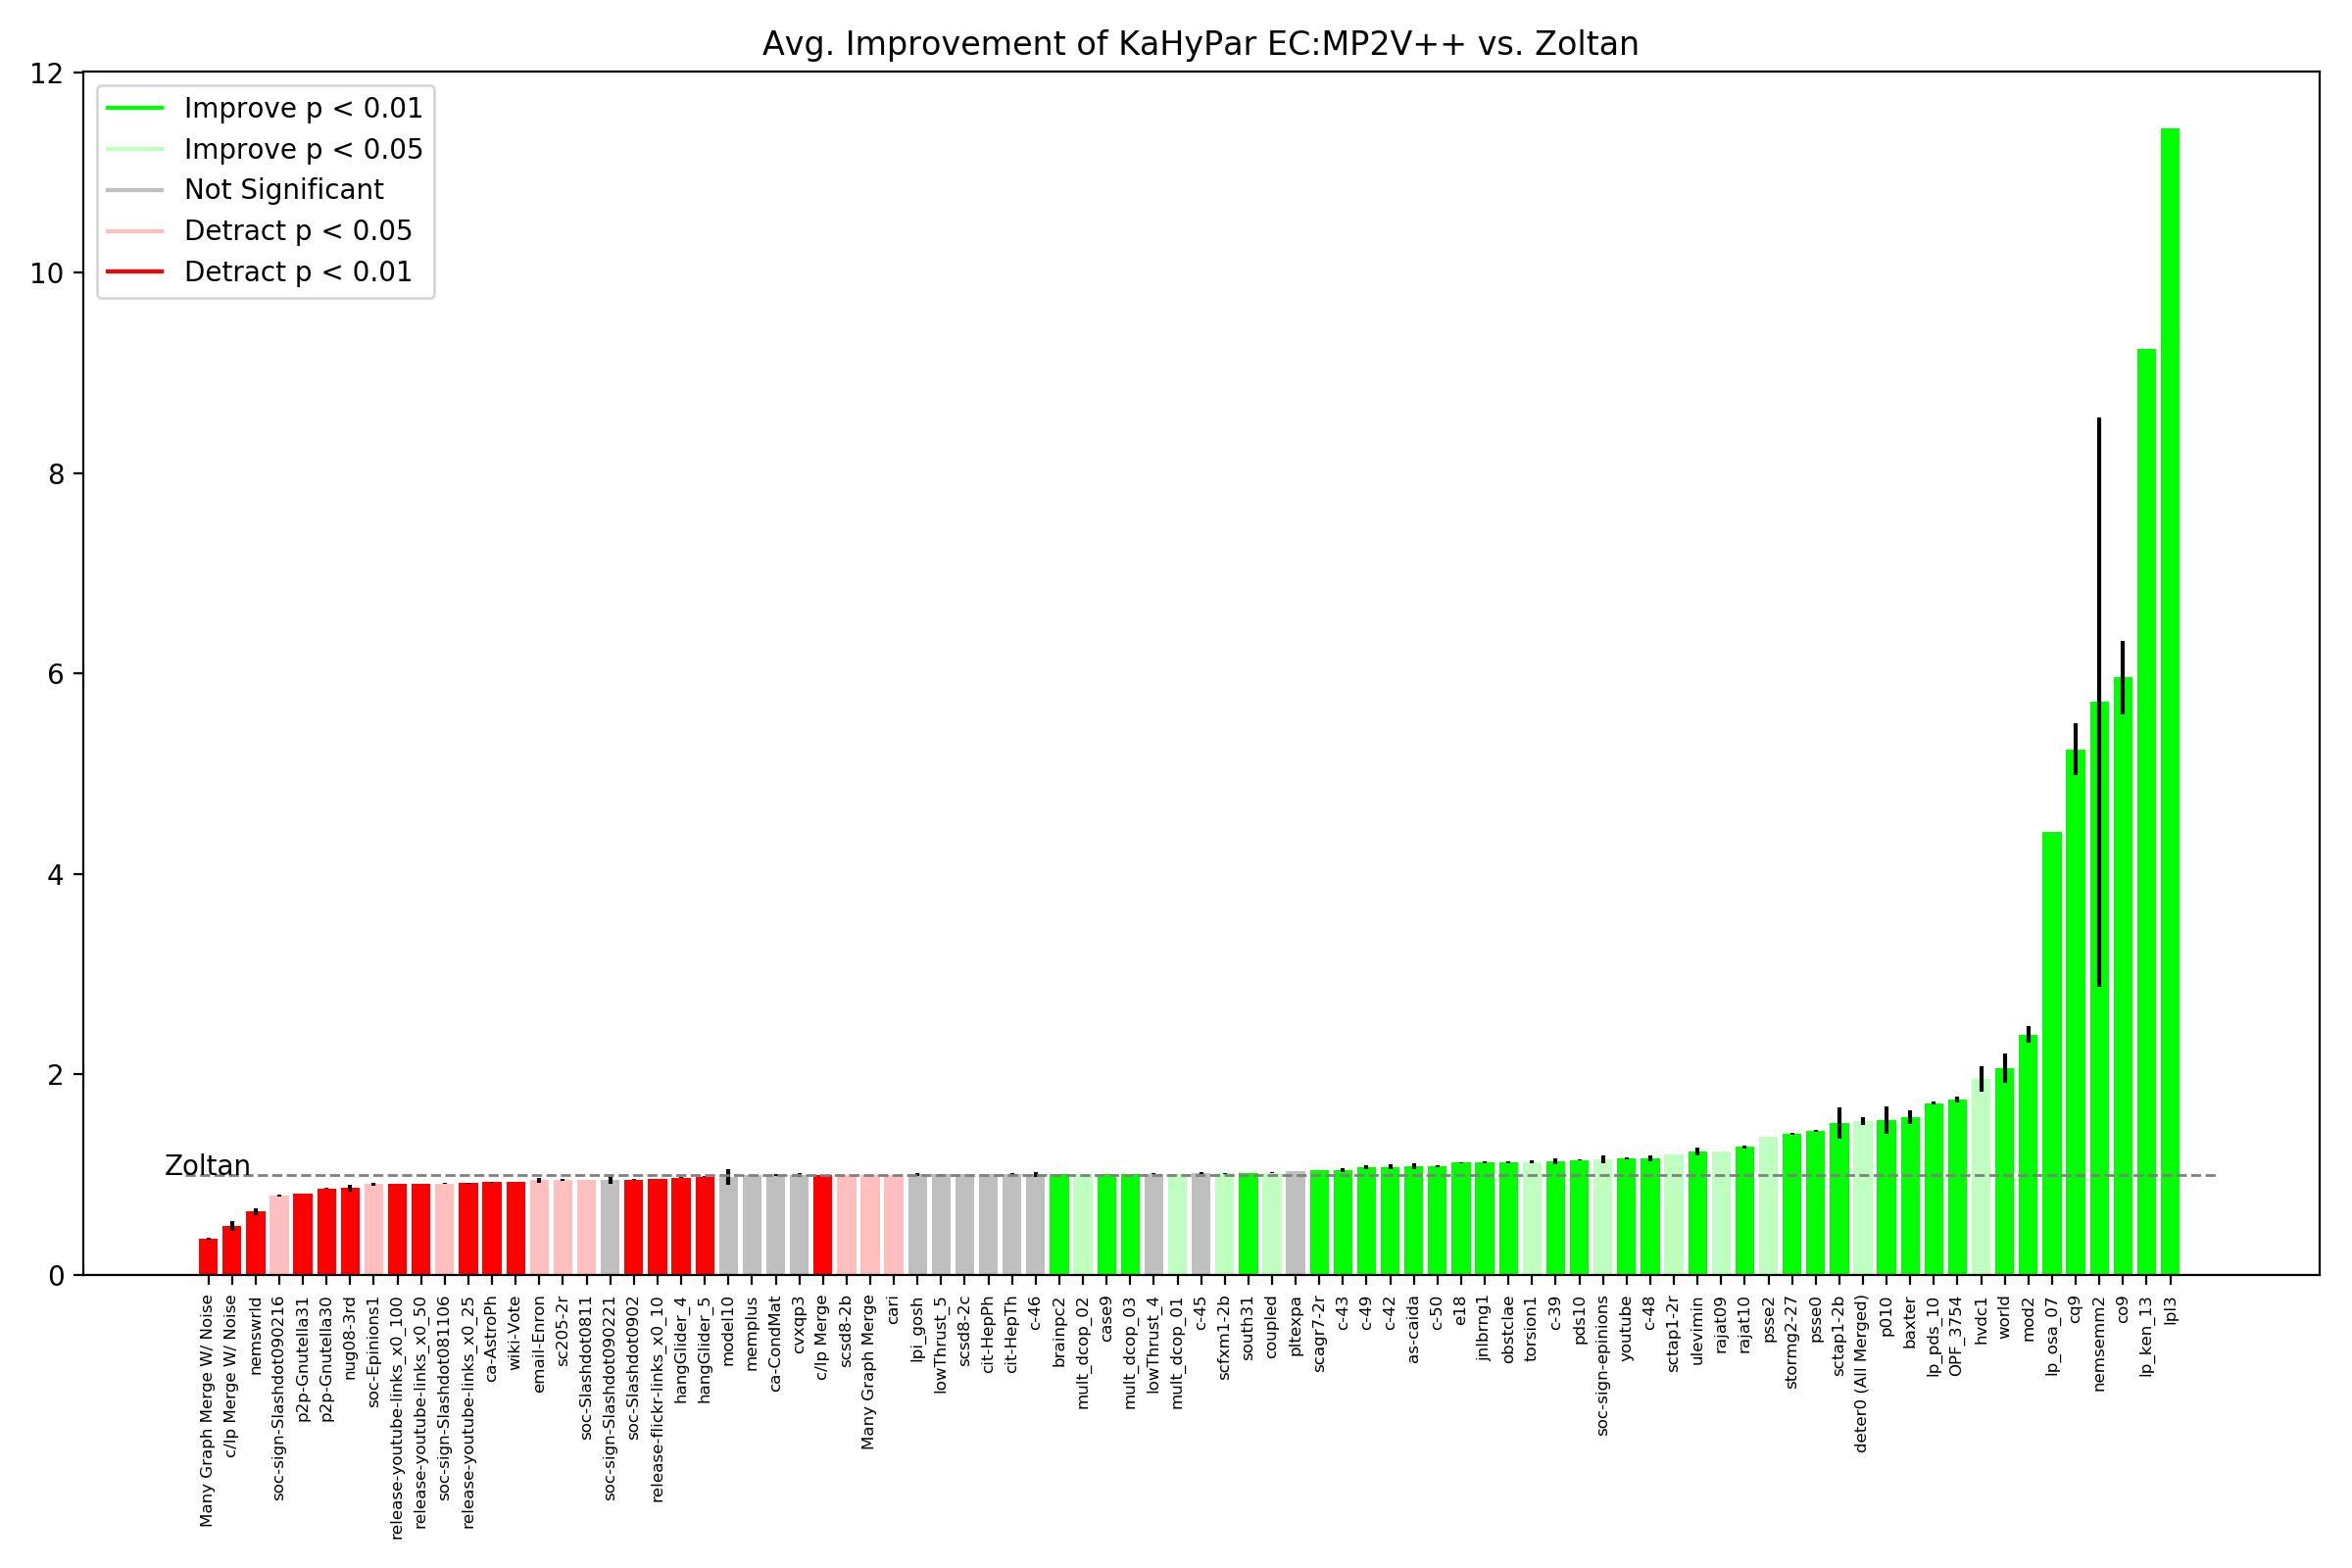 Avg. Improvement of KaHyPar EC:MP2V++ vs. Zoltan
12
10
8
6
4
2
0
Improve p < 0.01
Improve p < 0.05
Not Significant
Detract p < 0.05
Detract p < 0.01
Zoltan
Many Graph Merge W/ Noise
c/lp Merge W/ Noise
nemswrld
soc-sign-Slashdot090216
p2p-Gnutella31
p2p-Gnutella30
nug08-3rd
soc-Epinions1
release-youtube-links_x0_100
release-youtube-links_x0_50
soc-sign-Slashdot081106
release-youtube-links_x0_25
ca-AstroPh
wiki-Vote
email-Enron
sc205-2r
soc-Slashdot0811
soc-sign-Slashdot090221
soc-Slashdot0902
release-flickr-links_x0_10
hangGlider_4
hangGlider_5
model10
memplus
ca-CondMat
cvxqp3
c/lp Merge
scsd8-2b
Many Graph Merge
cari
lpi_gosh
lowThrust_5
scsd8-2c
cit-HepPh
cit-HepTh
c-46
brainpc2
mult_dcop_02
case9
mult_dcop_03
lowThrust_4
mult_dcop_01
c-45
scfxm1-2b
south31
coupled
pltexpa
scagr7-2r
c-43
c-49
c-42
as-caida
c-50
e18
jnlbrng1
obstclae
torsion1
c-39
pds10
soc-sign-epinions
youtube
c-48
sctap1-2r
ulevimin
rajat09
rajat10
psse2
stormg2-27
psse0
sctap1-2b
deter0 (All Merged)
p010
baxter
lp_pds_10
OPF_3754
hvdc1
world
mod2
lp_osa_07
cq9
nemsemm2
co9
lp_ken_13
lpl3